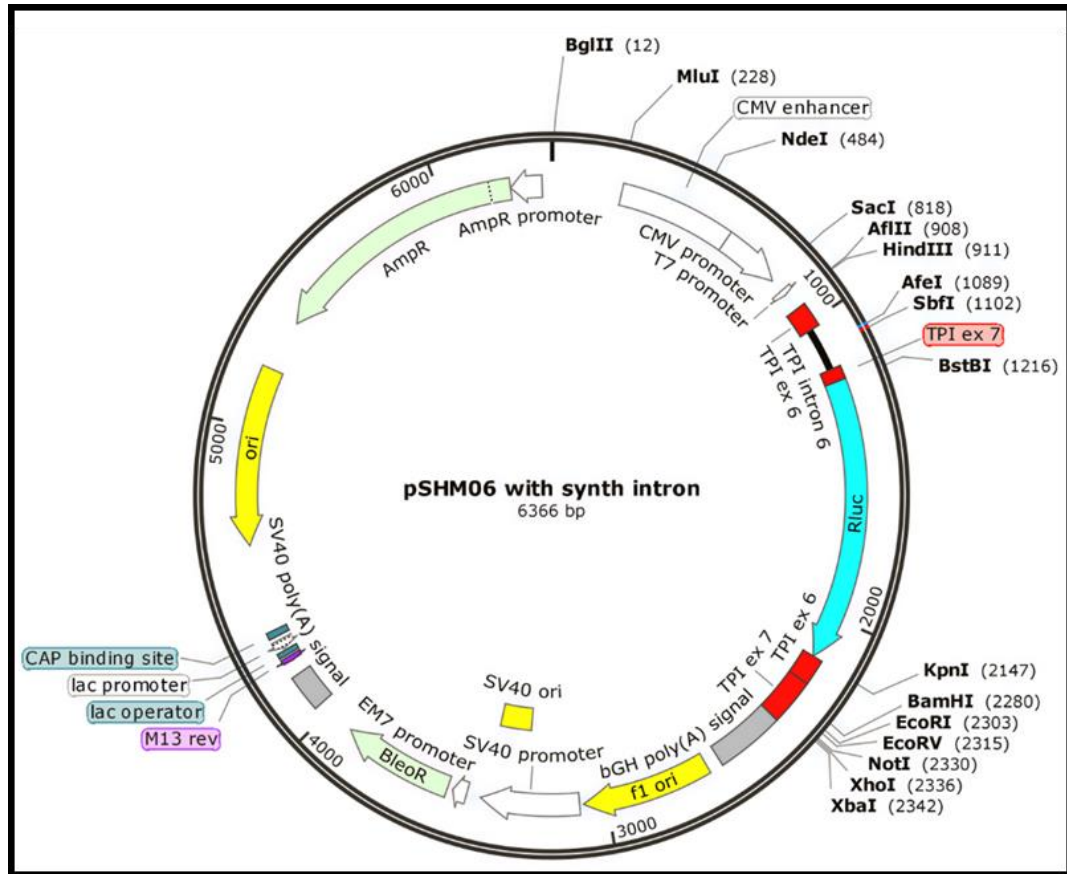 BglII (12)
MluI (228)
CMV enhancer
NdeI (484)
SacI (818)
AflII (908)
HindIII (911)
AfeI (1089)
SbfI (1102)
TPI ex 7
BstBI (1216)
6000
AmpR promoter
AmpR
CMV promoter
T7 promoter
1000
TPI ex 6
TPI intron 6
5000
ori
pSHM06 with synth intron
6366 bp
Rluc
2000
SV40 poly(A) signal
CAP binding site
lac promoter
lac operator
M13 rev
TPI ex 6
TPI ex 7
KpnI (2147)
BamHI (2280)
EcoRI (2303)
EcoRV (2315)
NotI (2330)
XhoI (2336)
XbaI (2342)
SV40 ori
EM7 promoter
SV40 promoter
bGH poly(A) signal
BleoR
f1 ori
4000
3000